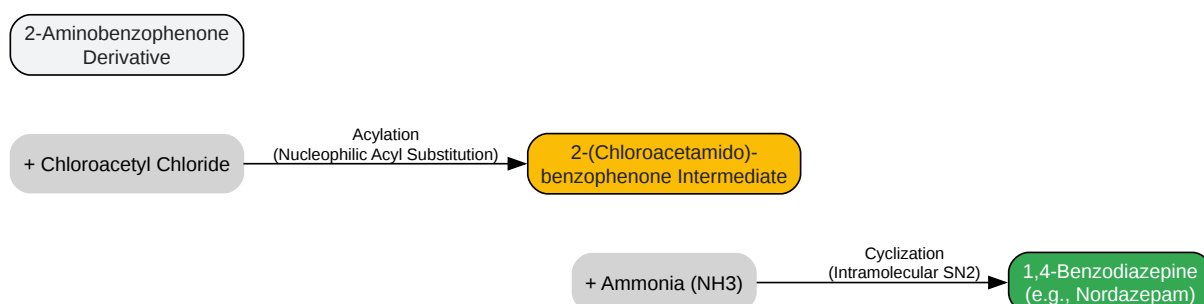 2-Aminobenzophenone
Derivative
Acylation
(Nucleophilic Acyl Substitution)
+ Chloroacetyl Chloride
2-(Chloroacetamido)-
benzophenone Intermediate
Cyclization
(Intramolecular SN2)
+ Ammonia (NH3)
1,4-Benzodiazepine
(e.g., Nordazepam)